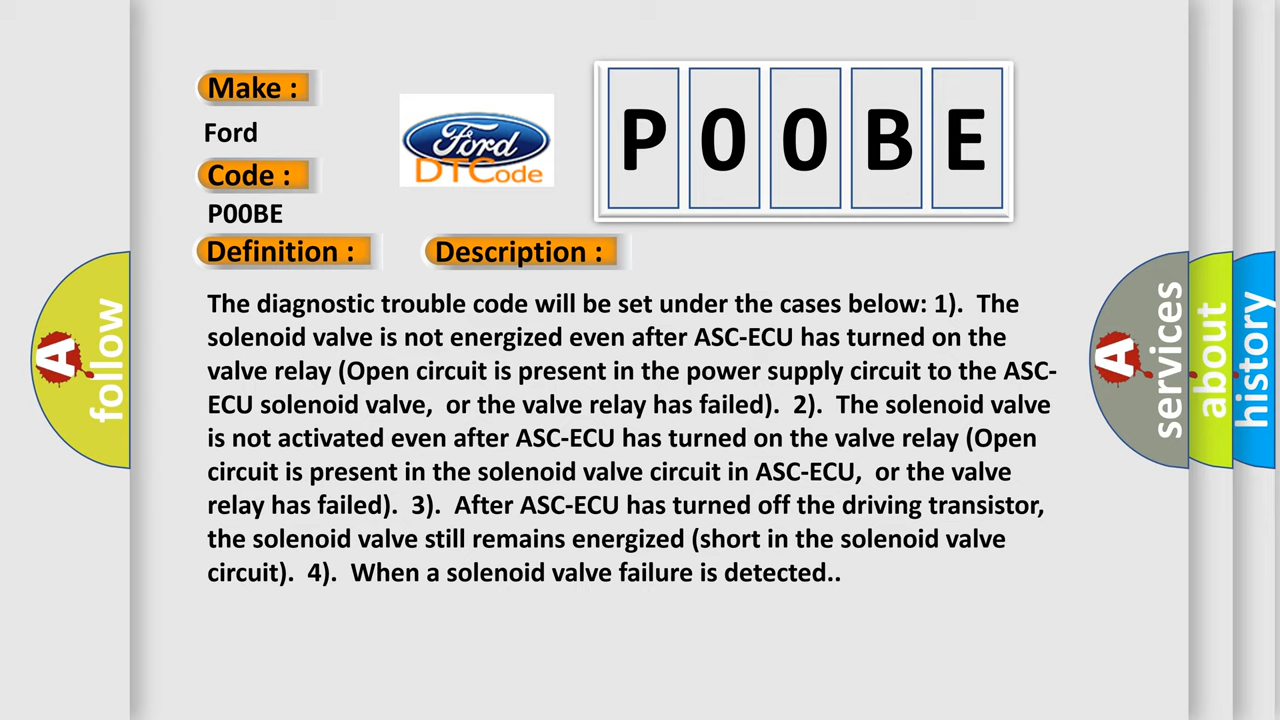 Make :
Ford
Code :
P00BE
Definition :
Description :
Ford
DTCode
P00BE
The diagnostic trouble code will be set under the cases below: 1). The
solenoid valve is not energized even after ASC-ECU has turned on the
valve relay (Open circuit is present in the power supply circuit to the ASC-
ECU solenoid valve, or the valve relay has failed). 2). The solenoid valve
is not activated even after ASC-ECU has turned on the valve relay (Open
circuit is present in the solenoid valve circuit in ASC-ECU, or the valve
relay has failed). 3). After ASC-ECU has turned off the driving transistor,
the solenoid valve still remains energized (short in the solenoid valve
circuit). 4). When a solenoid valve failure is detected..
A
follow
A
services
about
history